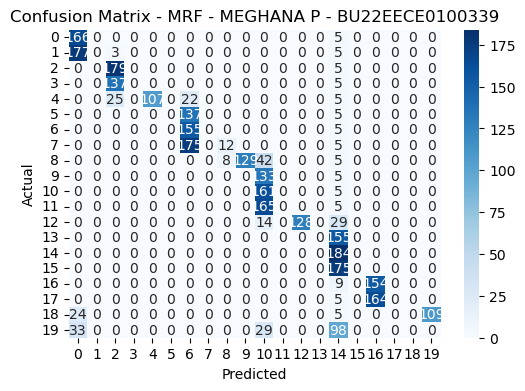 Confusion Matrix - MRF - MEGHANA P - BU22EECE0100339
0 166 0 0 0 0 0 0 0 0 0 0 0 0 0 5 0 0 0 0 0
1 177 0 3 0 0 0 0 0 0 0 0 0 0 0 5 0 0 0 0 0
2 0 0 179 0 0 0 0 0 0 0 0 0 0 0 5 0 0 0 0 0
3 0 0 137 0 0 0 0 0 0 0 0 0 0 0 5 0 0 0 0 0
4 0 0 25 0 107 0 22 0 0 0 0 0 0 0 5 0 0 0 0 0
5 0 0 0 0 0 0 137 0 0 0 0 0 0 0 5 0 0 0 0 0
6 0 0 0 0 0 0 155 0 0 0 0 0 0 0 5 0 0 0 0 0
7 0 0 0 0 0 0 175 0 12 0 0 0 0 0 5 0 0 0 0 0
8 0 0 0 0 0 0 0 0 8 129 42 0 0 0 5 0 0 0 0 0
9 0 0 0 0 0 0 0 0 0 0 133 0 0 0 5 0 0 0 0 0
10 0 0 0 0 0 0 0 0 0 0 161 0 0 0 5 0 0 0 0 0
11 0 0 0 0 0 0 0 0 0 0 165 0 0 0 5 0 0 0 0 0
12 0 0 0 0 0 0 0 0 0 0 14 0 128 0 29 0 0 0 0 0
13 0 0 0 0 0 0 0 0 0 0 0 0 0 0 155 0 0 0 0 0
14 0 0 0 0 0 0 0 0 0 0 0 0 0 0 184 0 0 0 0 0
15 0 0 0 0 0 0 0 0 0 0 0 0 0 0 175 0 0 0 0 0
16 0 0 0 0 0 0 0 0 0 0 0 0 0 0 9 0 154 0 0 0
17 0 0 0 0 0 0 0 0 0 0 0 0 0 0 5 0 164 0 0 0
18 24 0 0 0 0 0 0 0 0 0 0 0 0 0 5 0 0 0 0 109
19 33 0 0 0 0 0 0 0 0 0 29 0 0 0 98 0 0 0 0 0
0 1 2 3 4 5 6 7 8 9 10 11 12 13 14 15 16 17 18 19
Predicted
Actual
175
150
125
100
75
50
25
0